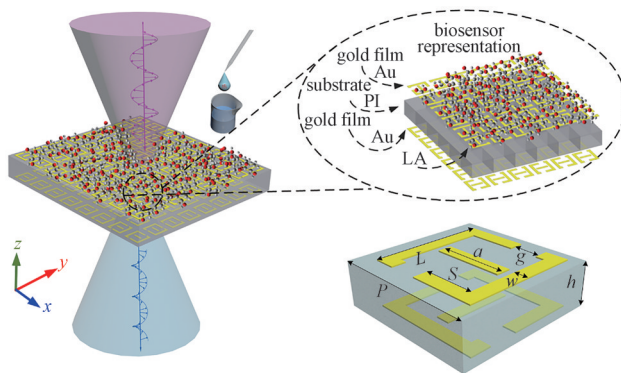 biosensor
representation
gold film
Au
substrate
PI
gold film
Au
LA
z
y
x
L
a
g
S
P
w
h